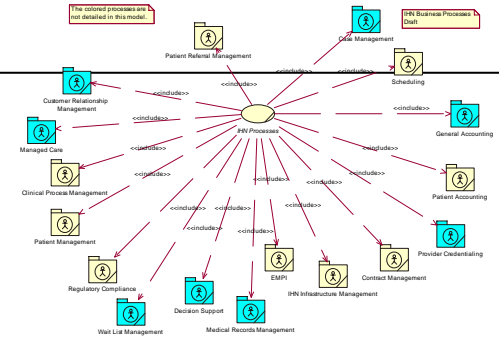 The colored processes are
not detailed in this model.
IHN Business Processes
Draft
Case Management
Patient Referral Management
<<include>>
<<include>>
Scheduling
<<include>>
Customer Relationship
Management
<<include>>
<<include>>
IHN Processes
General Accounting
Managed Care
<<include>>
<<include>>
<<include>>
Clinical Process Management
<<include>>
<<include>>
Patient Accounting
<<include>>
<<include>>
<<include>>
Patient Management
<<include>>
<<include>>
Provider Credentialing
EMPI
Contract Management
Regulatory Compliance
IHN Infrastructure Management
Decision Support
Wait List Management
Medical Records Management